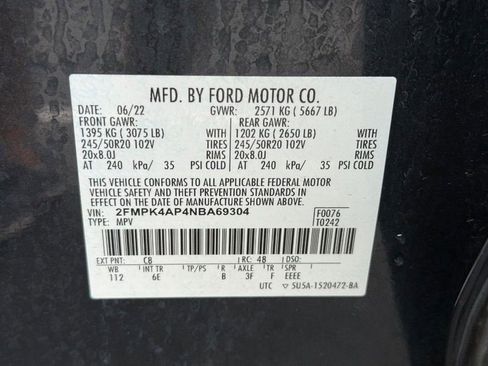 MFD. BY FORD MOTOR CO.
DATE: 06/22 GVWR: 2571 KG ( 5667 LB)
FRONT GAWR: REAR GAWR:
1395 KG ( 3075 LB) WITH 1202 KG ( 2650 LB) WITH
245/50R20 102V TIRES 245/50R20 102V TIRES
20x8.0J RIMS 20x8.0J RIMS
AT 240 kPa/ 35 PSI COLD AT 240 kPa/ 35 PSI COLD
THIS VEHICLE CONFORMS TO ALL APPLICABLE FEDERAL MOTOR
VEHICLE SAFETY AND THEFT PREVENTION STANDARDS IN
EFFECT ON THE DATE OF MANUFACTURE SHOWN ABOVE.
VIN: 2FMPK4AP4NBA69304 F0076
TYPE: MPV T0242
EXT PNT: C8 RC: 48 DSO:
WB INT TR TP/PS R AXLE TR SPR
112 6E B 3F F EEEE
UTC ▽ 5U5A-1520472-BA